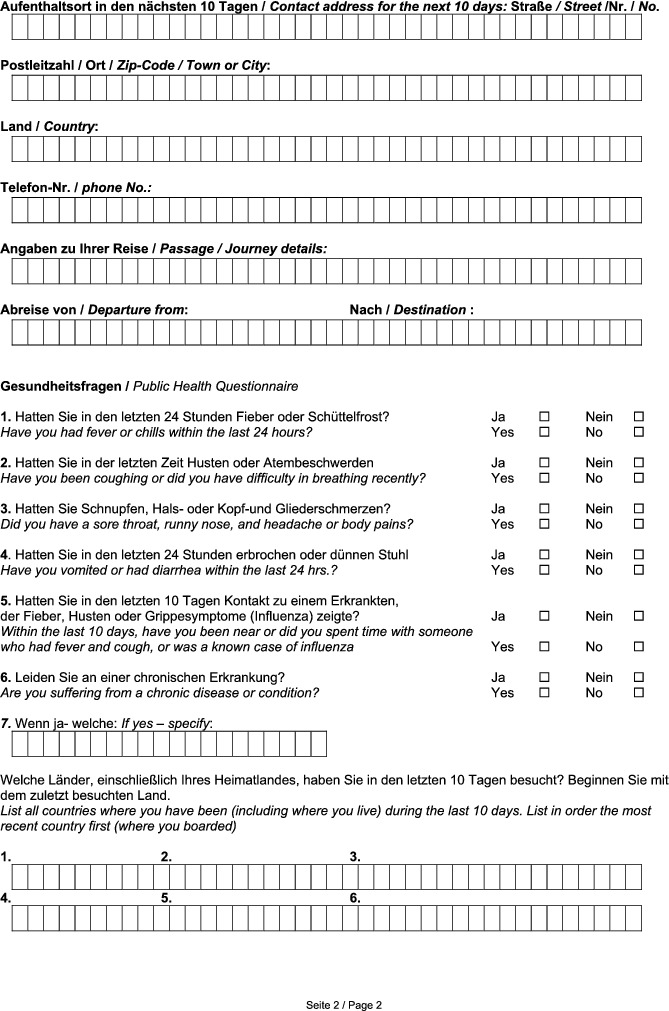 Aufenthaltsort in den nächsten 10 Tagen / Contact address for the next 10 days: Straße / Street /Nr. / No.
Postleitzahl / Ort / Zip-Code / Town or City:
Land / Country:
Telefon-Nr. / phone No.:
Angaben zu Ihrer Reise / Passage / Journey details:
Abreise von / Departure from: Nach / Destination :
Gesundheitsfragen / Public Health Questionnaire
1. Hatten Sie in den letzten 24 Stunden Fieber oder Schüttelfrost? Ja ☐ Nein ☐
Have you had fever or chills within the last 24 hours? Yes ☐ No ☐
2. Hatten Sie in der letzten Zeit Husten oder Atembeschwerden Ja ☐ Nein ☐
Have you been coughing or did you have difficulty in breathing recently? Yes ☐ No ☐
3. Hatten Sie Schnupfen, Hals- oder Kopf-und Gliederschmerzen? Ja ☐ Nein ☐
Did you have a sore throat, runny nose, and headache or body pains? Yes ☐ No ☐
4. Hatten Sie in den letzten 24 Stunden erbrochen oder dünnen Stuhl Ja ☐ Nein ☐
Have you vomited or had diarrhea within the last 24 hrs.? Yes ☐ No ☐
5. Hatten Sie in den letzten 10 Tagen Kontakt zu einem Erkrankten,
der Fieber, Husten oder Grippesymptome (Influenza) zeigte? Ja ☐ Nein ☐
Within the last 10 days, have you been near or did you spent time with someone
who had fever and cough, or was a known case of influenza Yes ☐ No ☐
6. Leiden Sie an einer chronischen Erkrankung? Ja ☐ Nein ☐
Are you suffering from a chronic disease or condition? Yes ☐ No ☐
7. Wenn ja- welche: If yes – specify:
Welche Länder, einschließlich Ihres Heimatlandes, haben Sie in den letzten 10 Tagen besucht? Beginnen Sie mit
dem zuletzt besuchten Land.
List all countries where you have been (including where you live) during the last 10 days. List in order the most
recent country first (where you boarded)
1. 2. 3.
4. 5. 6.
Seite 2 / Page 2